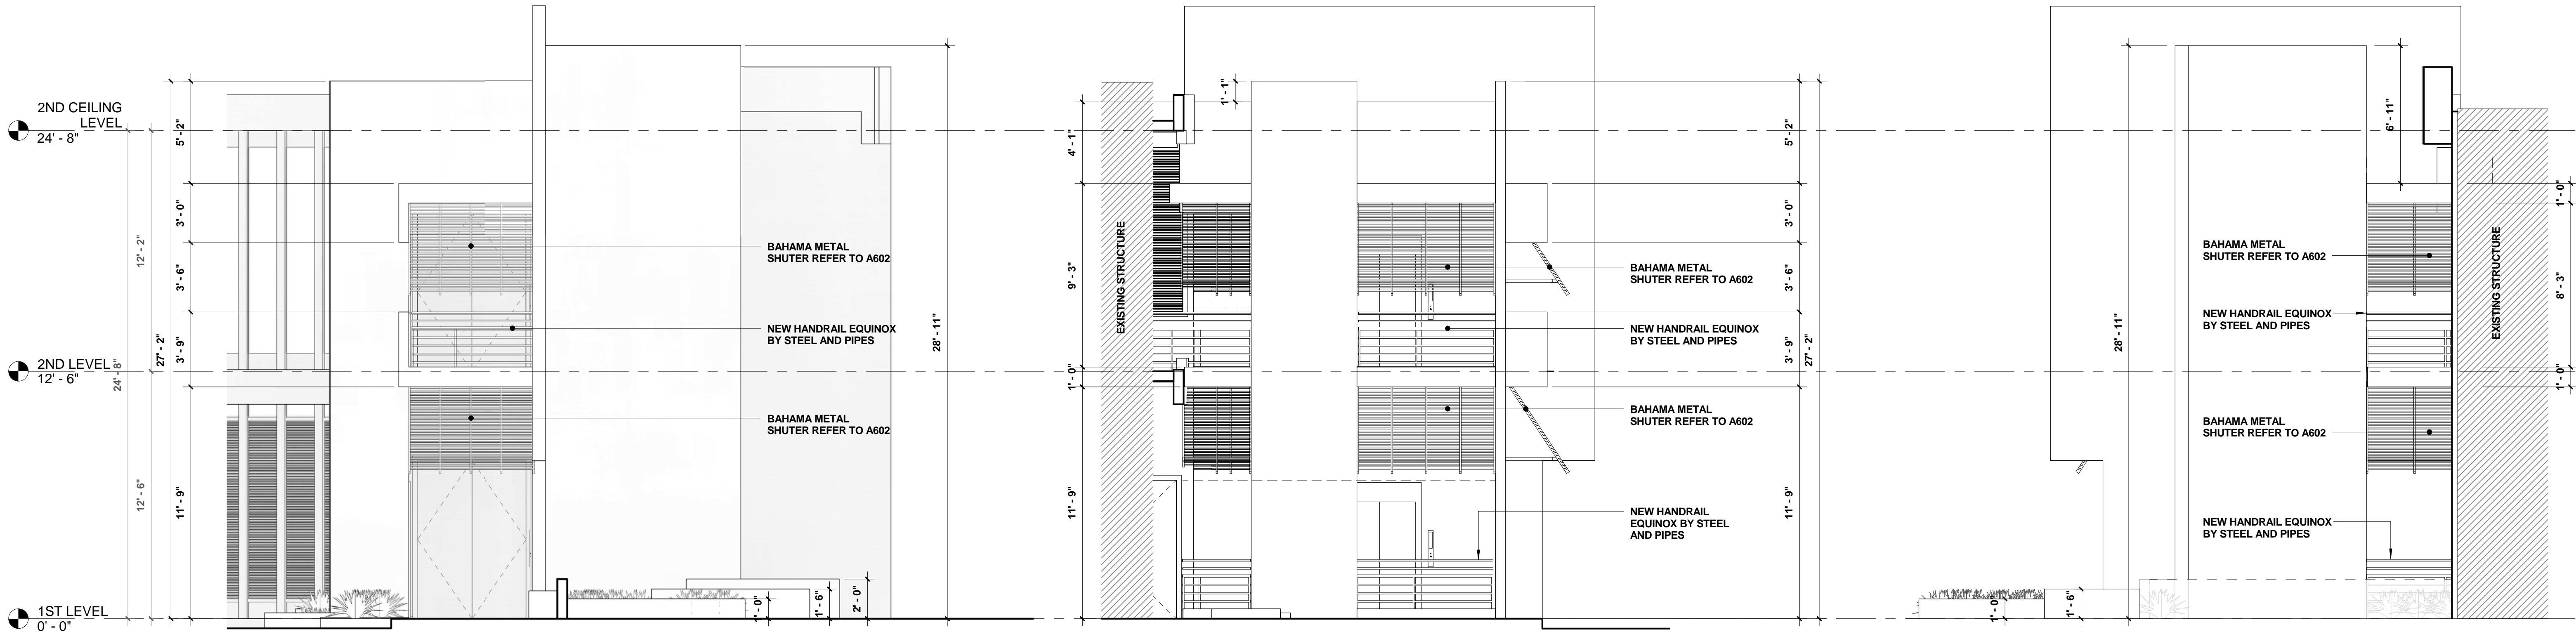 2ND CEILING
LEVEL
24' - 8"
2ND LEVEL
12' - 6"
1ST LEVEL
0' - 0"
24' - 8"
12' - 2"
12' - 6"
27' - 2"
5' - 2"
3' - 0"
3' - 6"
3' - 9"
11' - 9"
BAHAMA METAL
SHUTER REFER TO A602
NEW HANDRAIL EQUINOX
BY STEEL AND PIPES
BAHAMA METAL
SHUTER REFER TO A602
28' - 11"
1' - 0"
1' - 6"
2' - 0"
4' - 1"
9' - 3"
1' - 0"
11' - 9"
EXISTING STRUCTURE
1' - 1"
BAHAMA METAL
SHUTER REFER TO A602
NEW HANDRAIL EQUINOX
BY STEEL AND PIPES
BAHAMA METAL
SHUTER REFER TO A602
NEW HANDRAIL
EQUINOX BY STEEL
AND PIPES
5' - 2"
3' - 0"
3' - 6"
3' - 9"
11' - 9"
27' - 2"
1' - 0"
1' - 6"
28' - 11"
6' - 11"
BAHAMA METAL
SHUTER REFER TO A602
NEW HANDRAIL EQUINOX
BY STEEL AND PIPES
BAHAMA METAL
SHUTER REFER TO A602
NEW HANDRAIL EQUINOX
BY STEEL AND PIPES
EXISTING STRUCTURE
1' - 0"
8' - 3"
1' - 0"